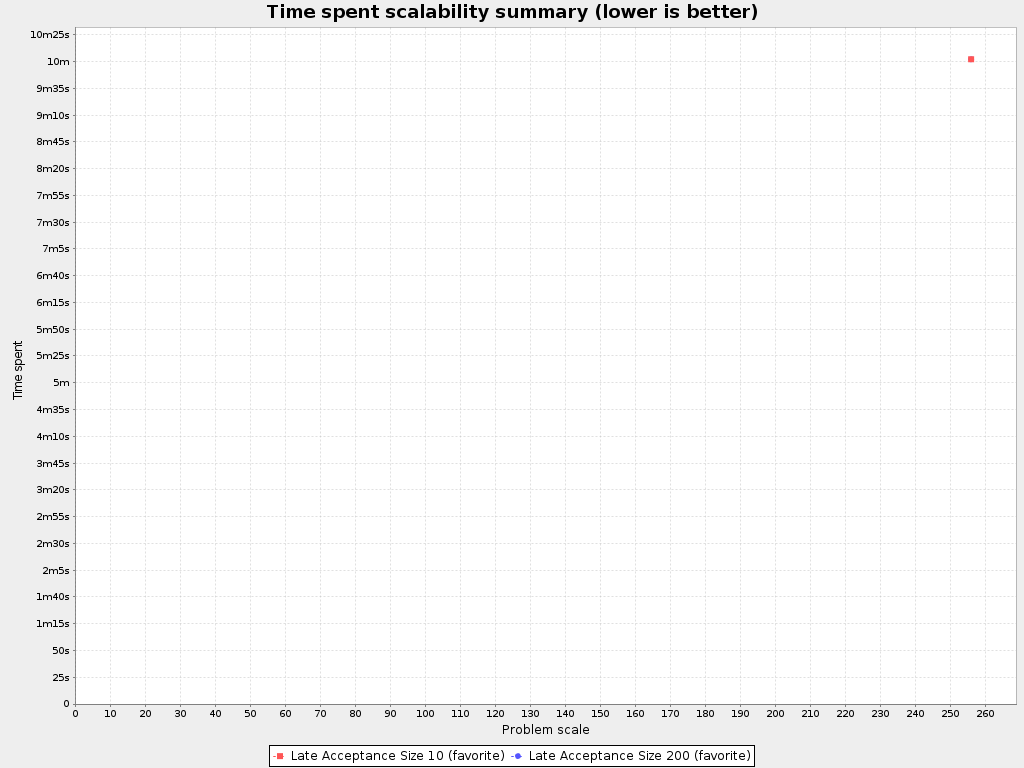 Time spent scalability summary (lower is better)
10m25s
10m
9m35s
9m10s
8m45s
8m20s
7m55s
7m30s
7m5s
6m40s
6m15s
5m50s
5m25s
5m
4m35s
4m10s
3m45s
3m20s
2m55s
2m30s
2m5s
1m40s
1m15s
50s
25s
0
Time spent
0 10 20 30 40 50 60 70 80 90 100 110 120 130 140 150 160 170 180 190 200 210 220 230 240 250 260
Problem scale
Late Acceptance Size 10 (favorite) Late Acceptance Size 200 (favorite)